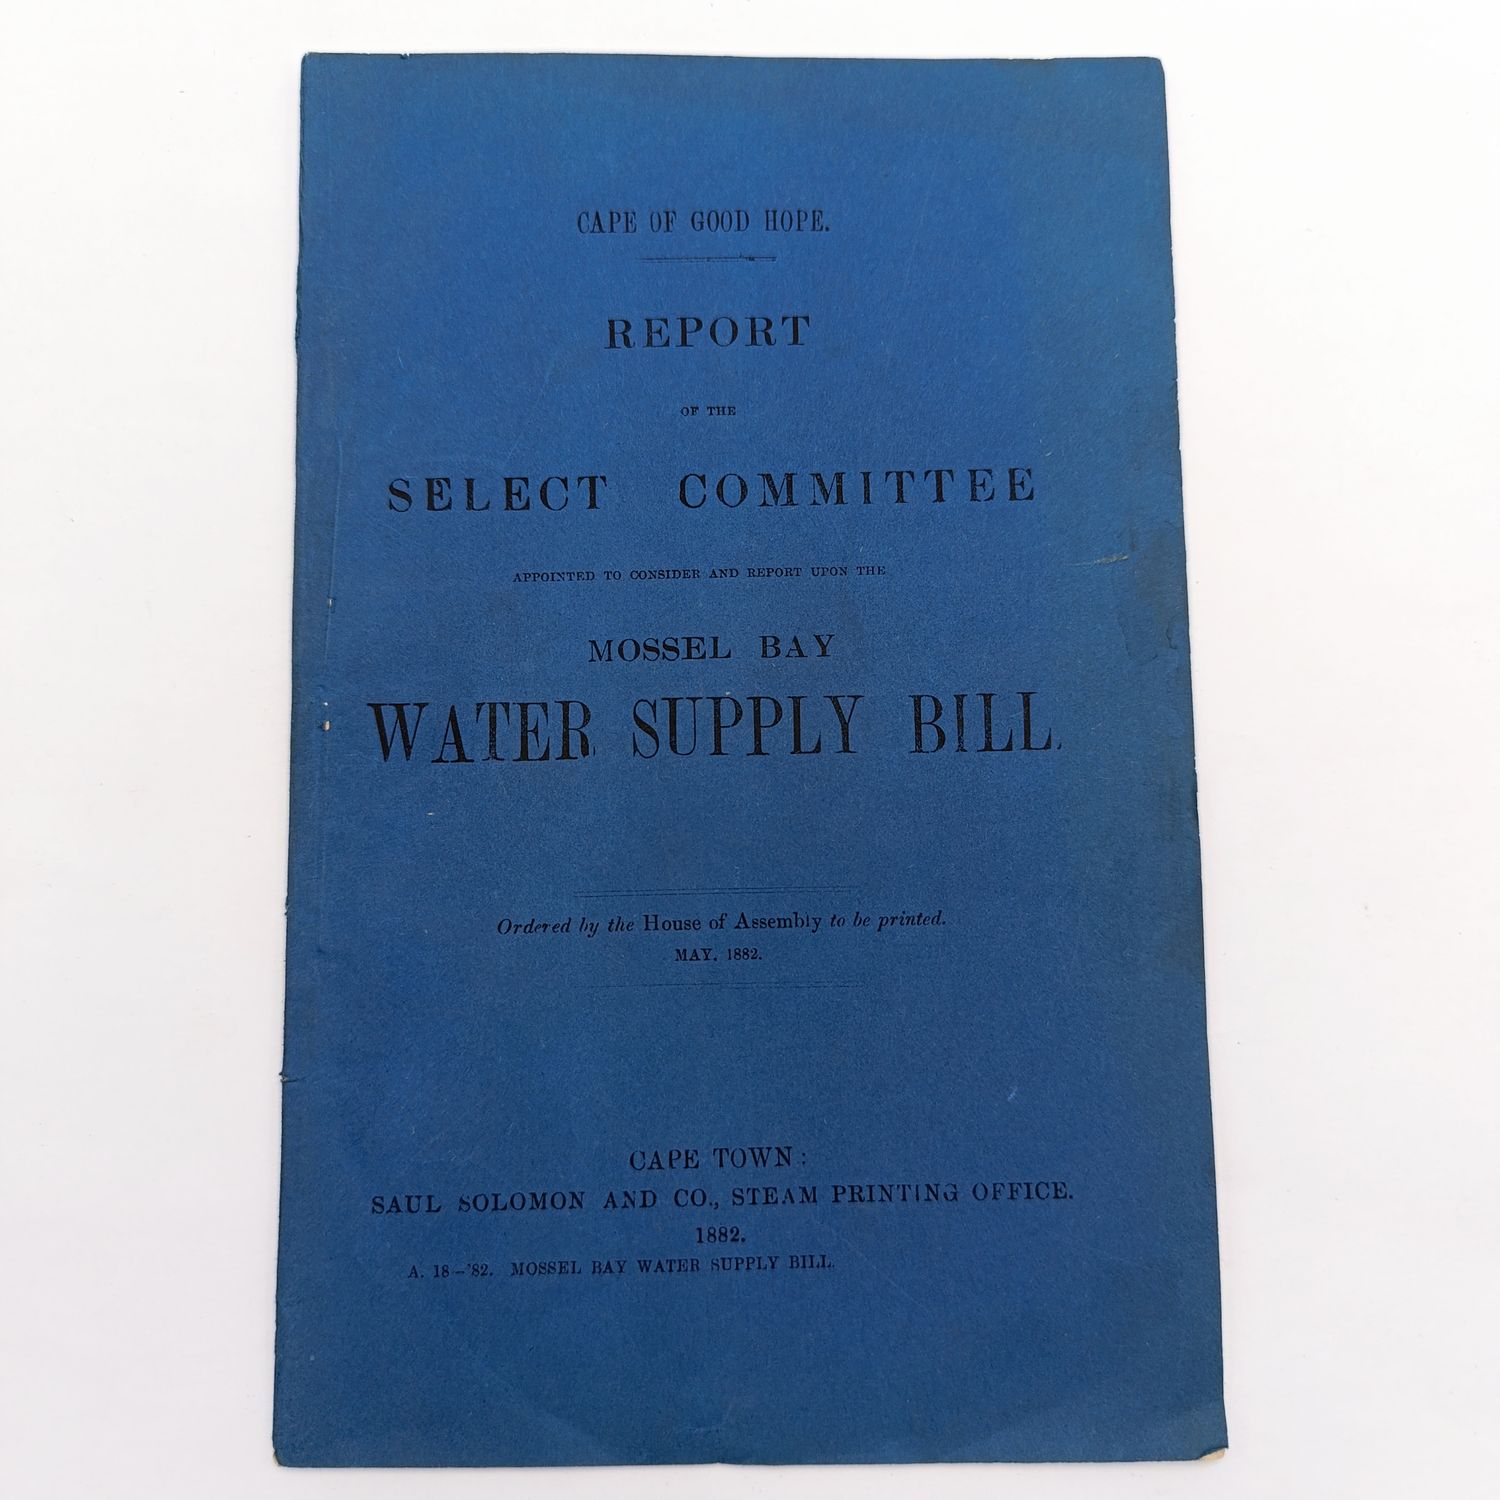 CAPE OF GOOD HOPE.
REPORT
OF THE
SELECT COMMITTEE
APPOINTED TO CONSIDER AND REPORT UPON THE
MOSSEL BAY
WATER SUPPLY BILL.
Ordered by the House of Assembly to be printed.
MAY, 1882.
CAPE TOWN:
SAUL SOLOMON AND CO., STEAM PRINTING OFFICE.
1882.
A. 18—'82. MOSSEL BAY WATER SUPPLY BILL.